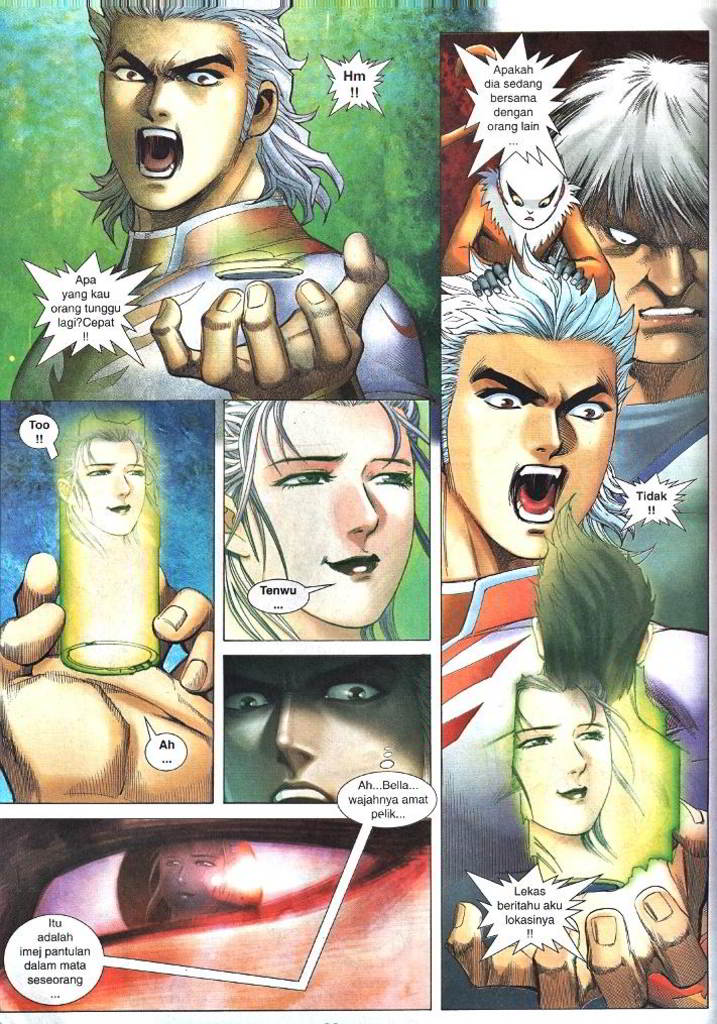 Hm
!!
Apa
yang kau
orang tunggu
lagi?Cepat
!!
Too
!!
Ah
...
Tenwu
...
Ah...Bella...
wajahnya amat
pelik...
Itu
adalah
imej pantulan
dalam mata
seseorang
...
Apakah
dia sedang
bersama
dengan
orang lain
...
Tidak
!!
Lekas
beritahu aku
lokasinya
!!